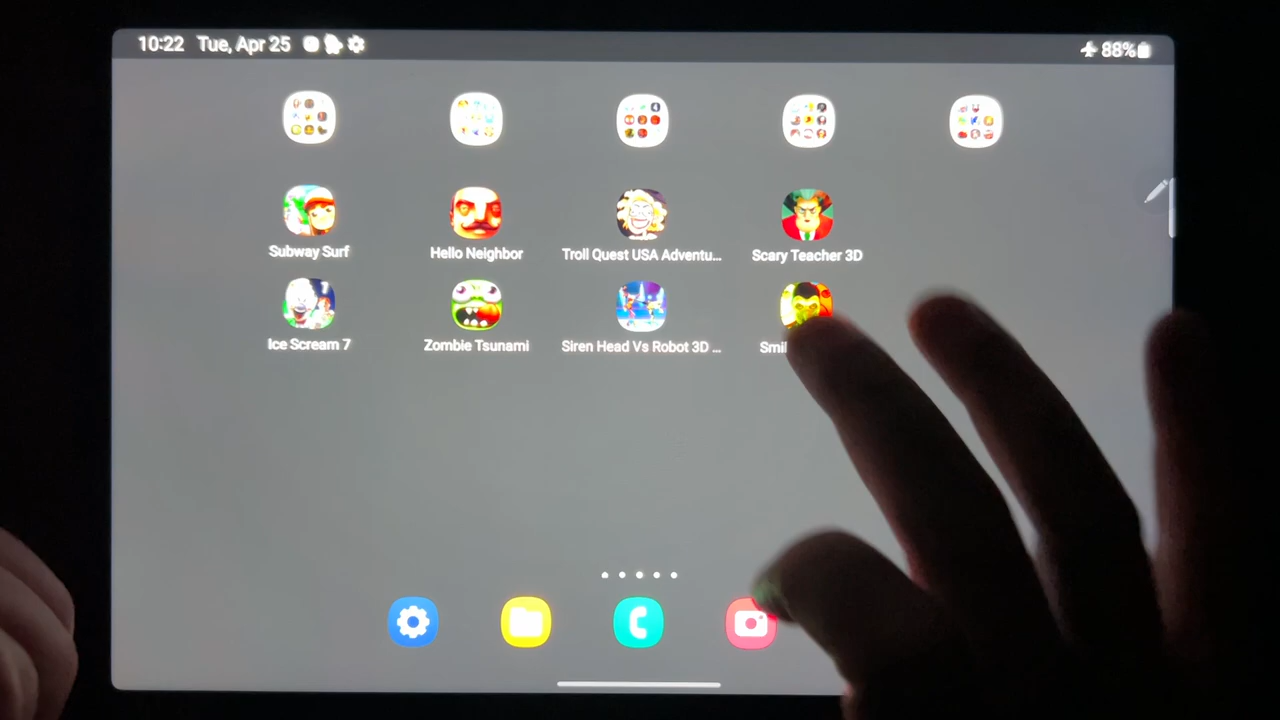 10:22 Tue, Apr 25 88%
Subway Surf Hello Neighbor Troll Quest USA Adventu... Scary Teacher 3D
7
Ice Scream 7 Zombie Tsunami Siren Head Vs Robot 3D ... Smil